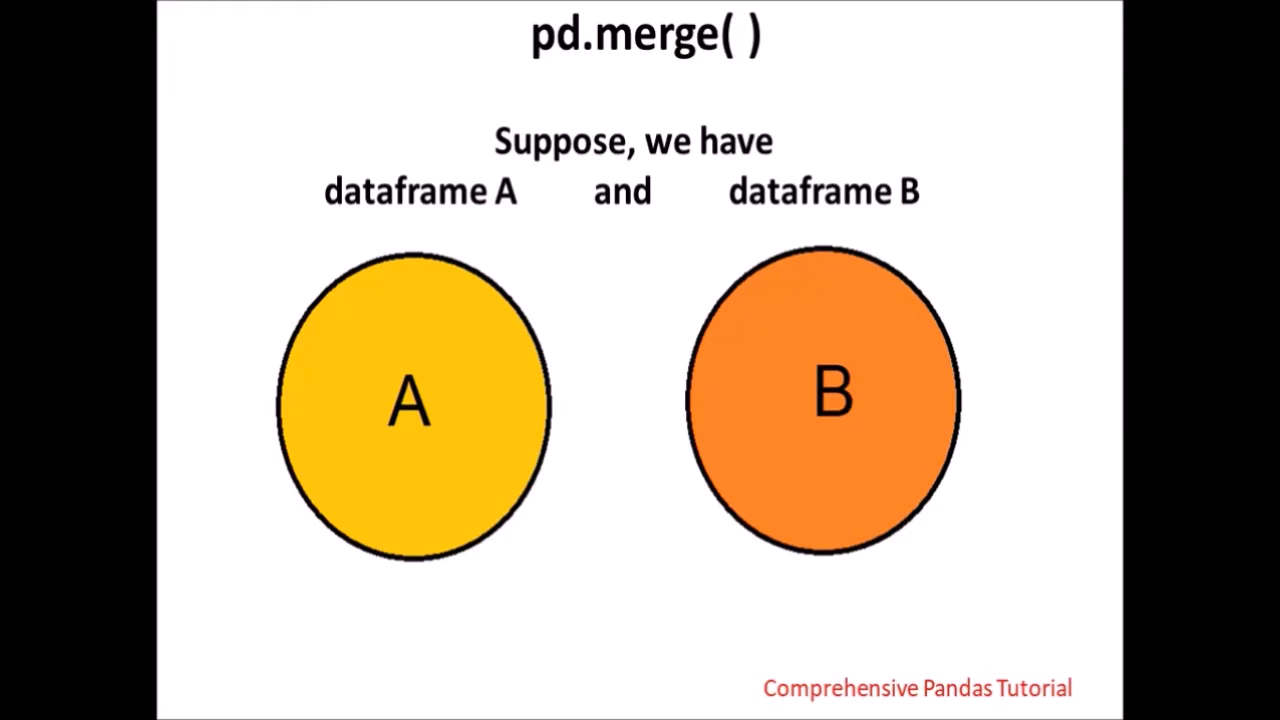 pd.merge( )
Suppose, we have
dataframe A and dataframe B
A B
Comprehensive Pandas Tutorial